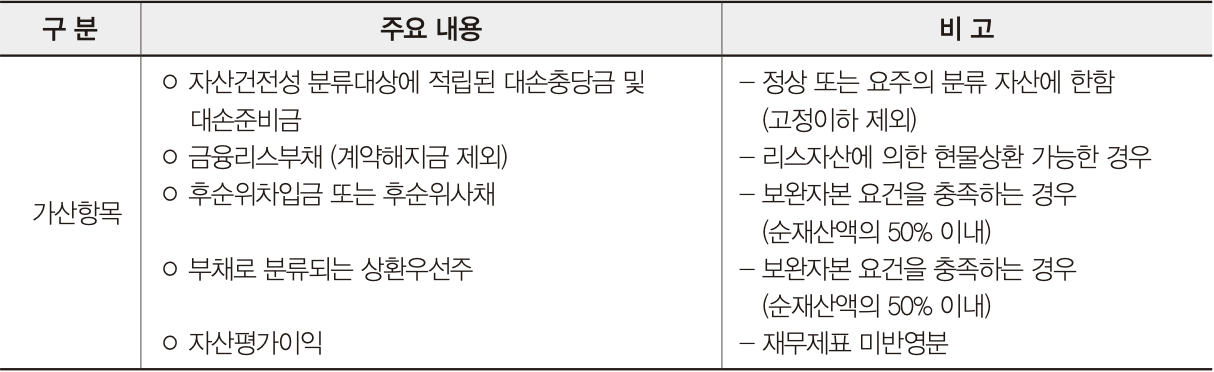 구 분 주요 내용 비 고
○ 자산건전성 분류대상에 적립된 대손충당금 및 – 정상 또는 요주의 분류 자산에 한함
대손준비금 (고정이하 제외)
○ 금융리스부채 (계약해지금 제외) – 리스자산에 의한 현물상환 가능한 경우
○ 후순위차입금 또는 후순위사채 – 보완자본 요건을 충족하는 경우
가산항목
(순재산액의 50% 이내)
○ 부채로 분류되는 상환우선주 – 보완자본 요건을 충족하는 경우
(순재산액의 50% 이내)
○ 자산평가이익 – 재무제표 미반영분